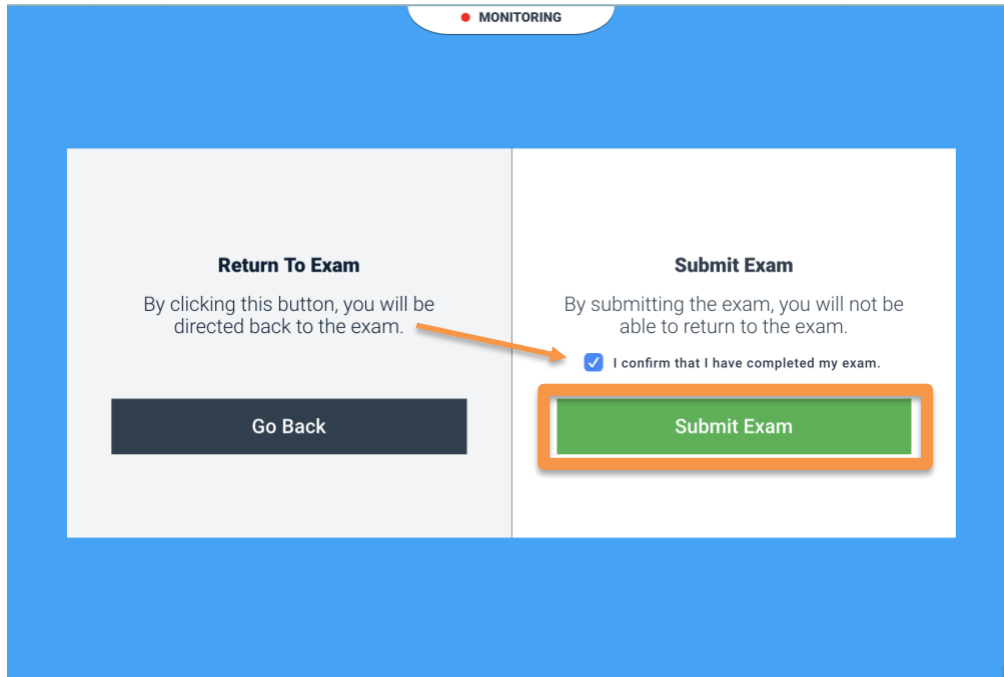 MONITORING
Return To Exam
By clicking this button, you will be
directed back to the exam.
Go Back
Submit Exam
By submitting the exam, you will not be
able to return to the exam.
I confirm that I have completed my exam.
Submit Exam